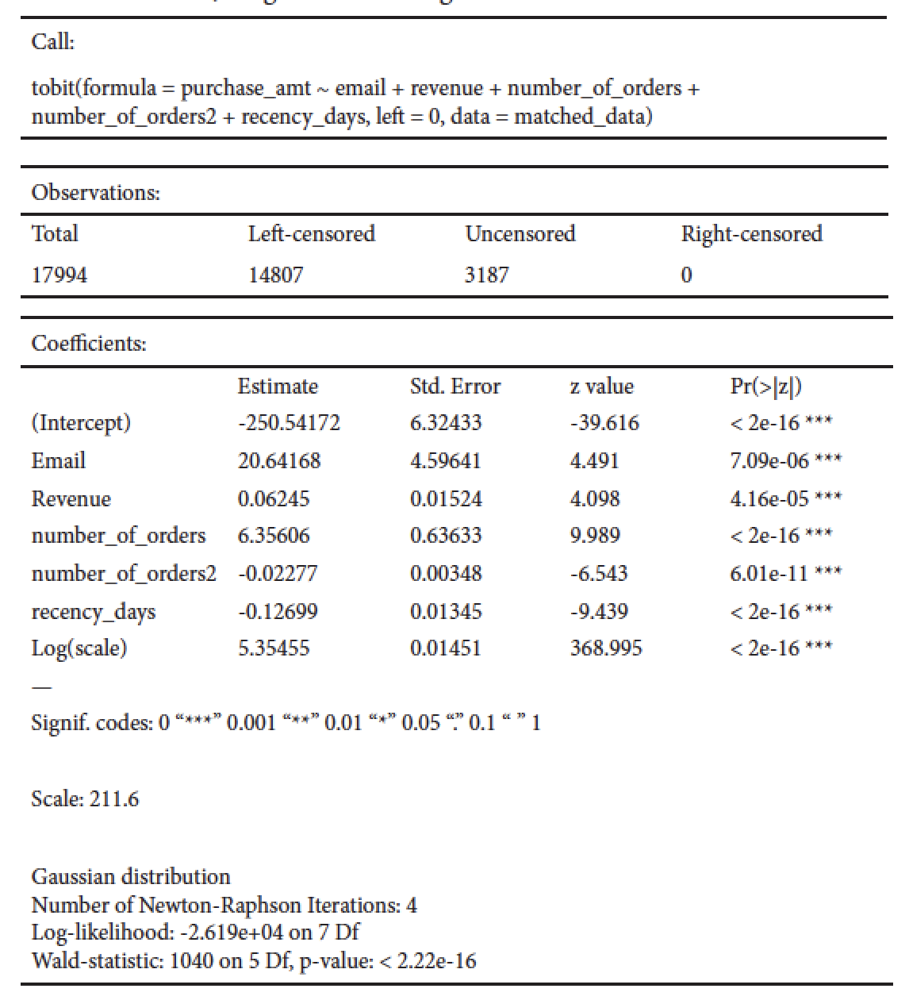 Call:
tobit(formula = purchase_amt ~ email + revenue + number_of_orders +
number_of_orders2 + recency_days, left = 0, data = matched_data)
Observations:
Total Left-censored Uncensored Right-censored
17994 14807 3187 0
Coefficients:
Estimate Std. Error z value Pr(>|z|)
(Intercept) -250.54172 6.32433 -39.616 < 2e-16 ***
Email 20.64168 4.59641 4.491 7.09e-06 ***
Revenue 0.06245 0.01524 4.098 4.16e-05 ***
number_of_orders 6.35606 0.63633 9.989 < 2e-16 ***
number_of_orders2 -0.02277 0.00348 -6.543 6.01e-11 ***
recency_days -0.12699 0.01345 -9.439 < 2e-16 ***
Log(scale) 5.35455 0.01451 368.995 < 2e-16 ***
—
Signif. codes: 0 “***” 0.001 “**” 0.01 “*” 0.05 “.” 0.1 “ ” 1
Scale: 211.6
Gaussian distribution
Number of Newton-Raphson Iterations: 4
Log-likelihood: -2.619e+04 on 7 Df
Wald-statistic: 1040 on 5 Df, p-value: < 2.22e-16